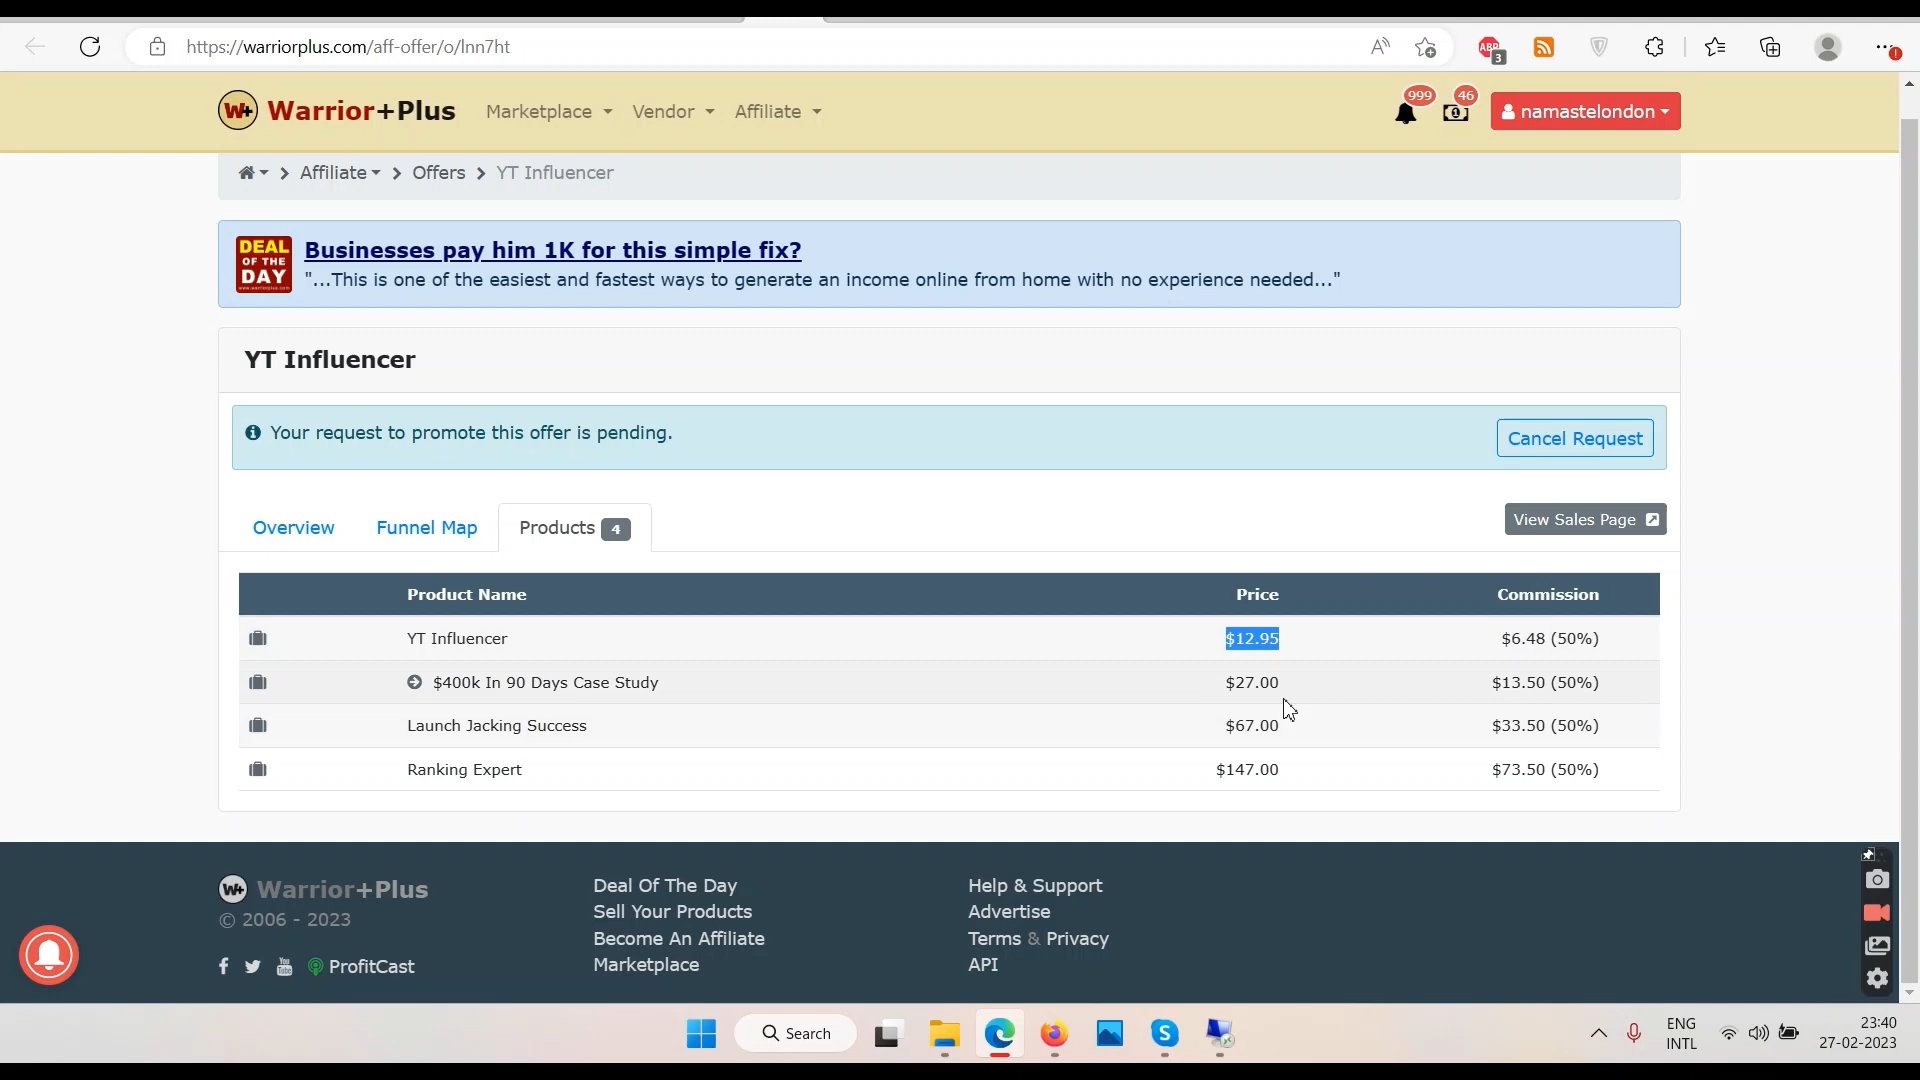 https://warriorplus.com/aff-offer/o/lnn7ht
ABP 3
W+ Warrior+Plus Marketplace Vendor Affiliate 999 46 namastelondon
Affiliate Offers YT Influencer
DEAL OF THE DAY
www.warriorplus.com
Businesses pay him 1K for this simple fix?
"...This is one of the easiest and fastest ways to generate an income online from home with no experience needed..."
YT Influencer
Your request to promote this offer is pending. Cancel Request
Overview Funnel Map Products 4 View Sales Page
Product Name Price Commission
YT Influencer $12.95 $6.48 (50%)
$400k In 90 Days Case Study $27.00 $13.50 (50%)
Launch Jacking Success $67.00 $33.50 (50%)
Ranking Expert $147.00 $73.50 (50%)
W+ Warrior+Plus
© 2006 - 2023
ProfitCast
Deal Of The Day
Sell Your Products
Become An Affiliate
Marketplace
Help & Support
Advertise
Terms & Privacy
API
Search
ENG
INTL
23:40
27-02-2023